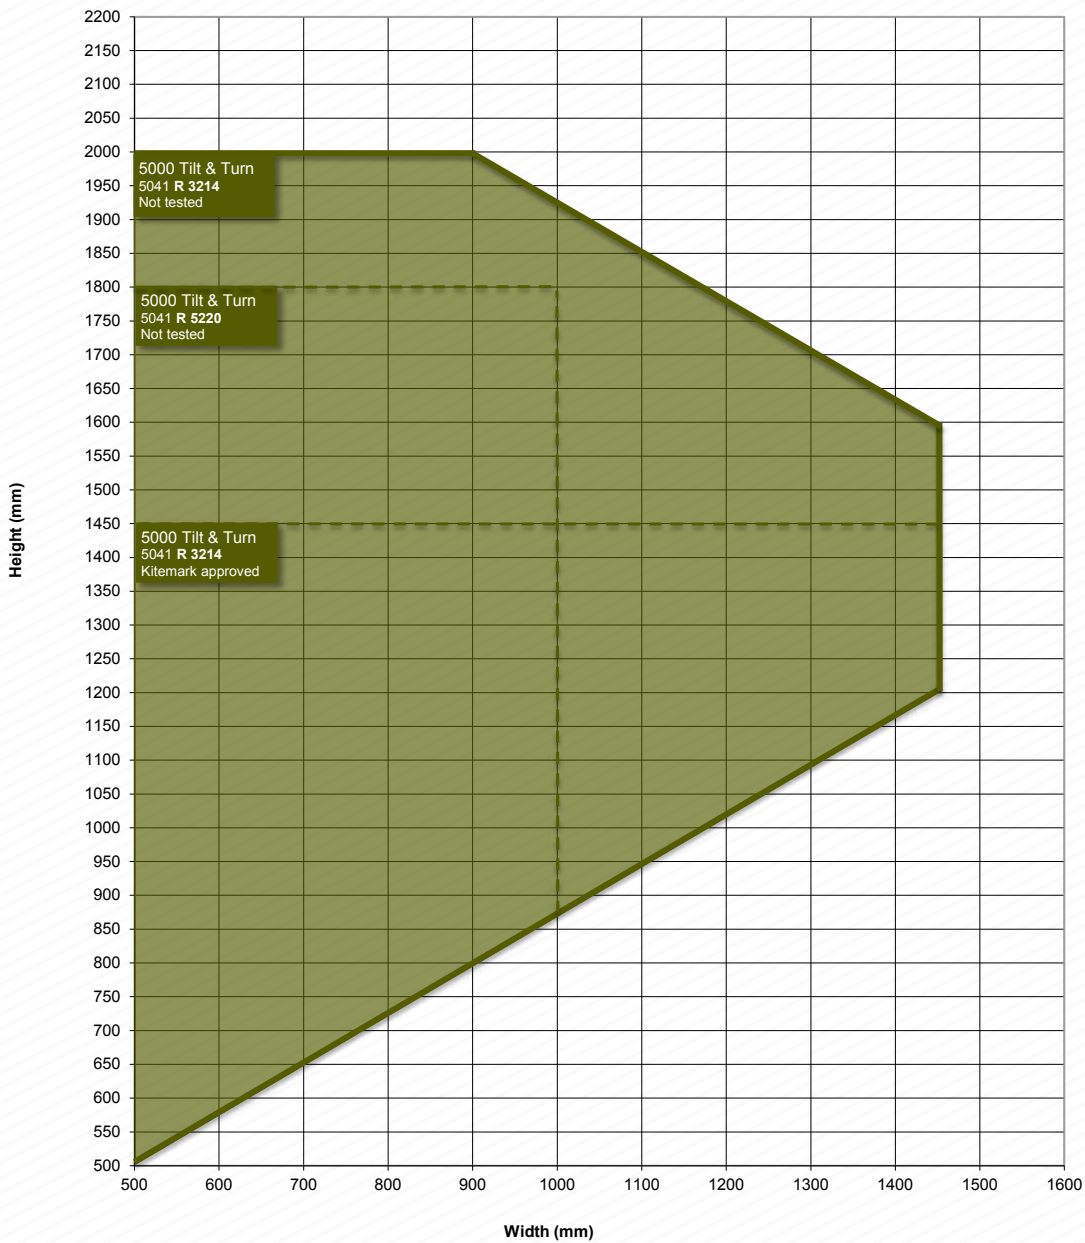 2200
2150
2100
2050
2000
1950
1900
1850
1800
1750
1700
1650
1600
1550
1500
1450
1400
1350
1300
1250
1200
1150
1100
1050
1000
950
900
850
800
750
700
650
600
550
500
5000 Tilt & Turn
5041 R 3214
Not tested
5000 Tilt & Turn
5041 R 5220
Not tested
5000 Tilt & Turn
5041 R 3214
Kitemark approved
Height (mm)
500 600 700 800 900 1000 1100 1200 1300 1400 1500 1600
Width (mm)